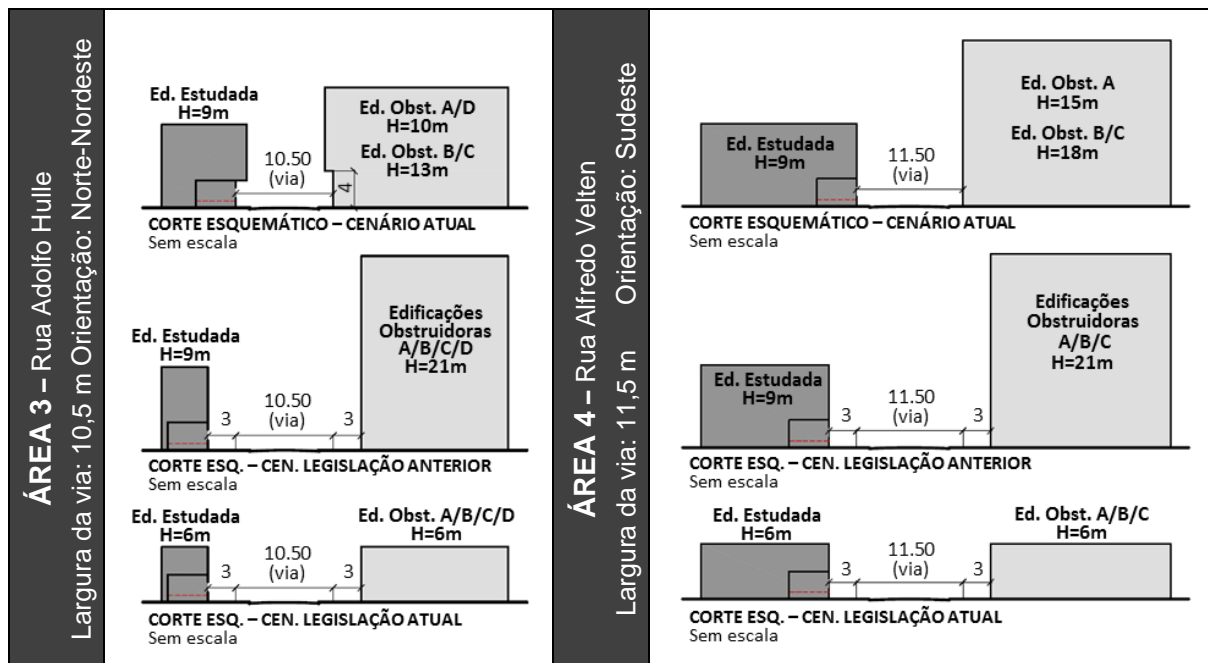 ÁREA 3 – Rua Adolfo Hulle
Largura da via: 10,5 m Orientação: Norte-Nordeste
Ed. Estudada
H=9m
10.50
(via)
Ed. Obst. A/D
H=10m
Ed. Obst. B/C
H=13m
4
CORTE ESQUEMÁTICO – CENÁRIO ATUAL
Sem escala
Ed. Estudada
H=9m
3
10.50
(via)
3
Edificações
Obstruidoras
A/B/C/D
H=21m
CORTE ESQ. – CEN. LEGISLAÇÃO ANTERIOR
Sem escala
Ed. Estudada
H=6m
3
10.50
(via)
3
Ed. Obst. A/B/C/D
H=6m
CORTE ESQ. – CEN. LEGISLAÇÃO ATUAL
Sem escala
ÁREA 4 – Rua Alfredo Velten
Largura da via: 11,5 m Orientação: Sudeste
Ed. Estudada
H=9m
11.50
(via)
Ed. Obst. A
H=15m
Ed. Obst. B/C
H=18m
CORTE ESQUEMÁTICO – CENÁRIO ATUAL
Sem escala
Ed. Estudada
H=9m
3
11.50
(via)
3
Edificações
Obstruidoras
A/B/C
H=21m
CORTE ESQ. – CEN. LEGISLAÇÃO ANTERIOR
Sem escala
Ed. Estudada
H=6m
3
11.50
(via)
3
Ed. Obst. A/B/C
H=6m
CORTE ESQ. – CEN. LEGISLAÇÃO ATUAL
Sem escala